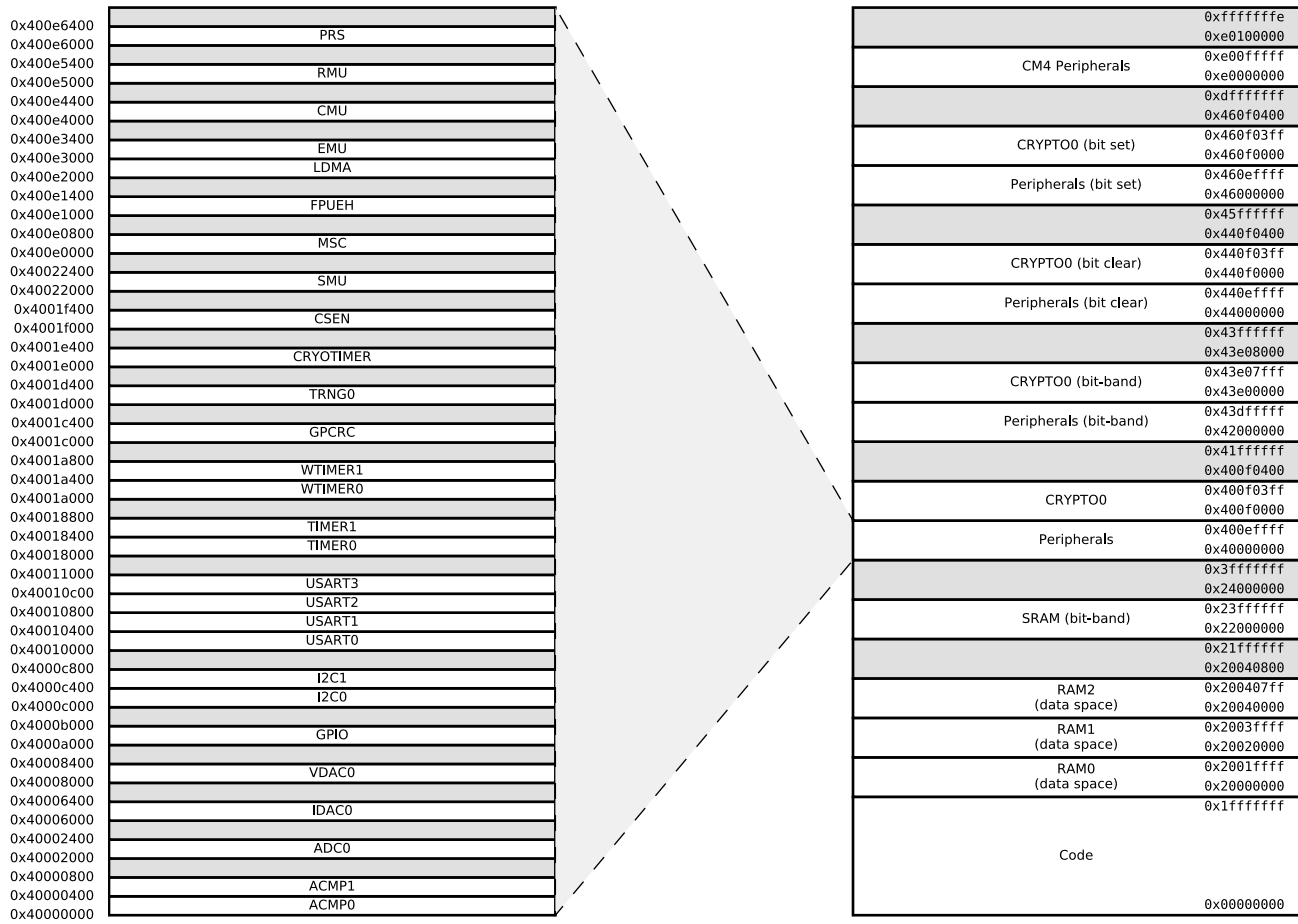 0x400e6400
PRS
0x400e6000
0x400e5400
RMU
0x400e5000
0x400e4400
CMU
0x400e4000
0x400e3400
EMU
0x400e3000
LDMA
0x400e2000
0x400e1400
FPUEH
0x400e1000
0x400e0800
MSC
0x400e0000
0x40022400
SMU
0x40022000
0x4001f400
CSEN
0x4001f000
0x4001e400
CRYOTIMER
0x4001e000
0x4001d400
TRNG0
0x4001d000
0x4001c400
GPCRC
0x4001c000
0x4001a800
WTIMER1
0x4001a400
WTIMER0
0x4001a000
0x40018800
TIMER1
0x40018400
TIMER0
0x40018000
0x40011000
USART3
0x40010c00
USART2
0x40010800
USART1
0x40010400
USART0
0x40010000
0x4000c800
I2C1
0x4000c400
I2C0
0x4000c000
0x4000b000
GPIO
0x4000a000
0x40008400
VDAC0
0x40008000
0x40006400
IDAC0
0x40006000
0x40002400
ADC0
0x40002000
0x40000800
ACMP1
0x40000400
ACMP0
0x40000000
0xfffffffe
0xe0100000
CM4 Peripherals
0xe00fffff
0xe0000000
0xdfffffff
0x460f0400
CRYPTO0 (bit set)
0x460f03ff
0x460f0000
Peripherals (bit set)
0x460effff
0x46000000
0x45ffffff
0x440f0400
CRYPTO0 (bit clear)
0x440f03ff
0x440f0000
Peripherals (bit clear)
0x440effff
0x44000000
0x43ffffff
0x43e08000
CRYPTO0 (bit-band)
0x43e07fff
0x43e00000
Peripherals (bit-band)
0x43dfffff
0x42000000
0x41ffffff
0x400f0400
CRYPTO0
0x400f03ff
0x400f0000
Peripherals
0x400effff
0x40000000
0x3fffffff
0x24000000
SRAM (bit-band)
0x23ffffff
0x22000000
0x21ffffff
0x20040800
RAM2
(data space)
0x200407ff
0x20040000
RAM1
(data space)
0x2003ffff
0x20020000
RAM0
(data space)
0x2001ffff
0x20000000
0x1fffffff
Code
0x00000000